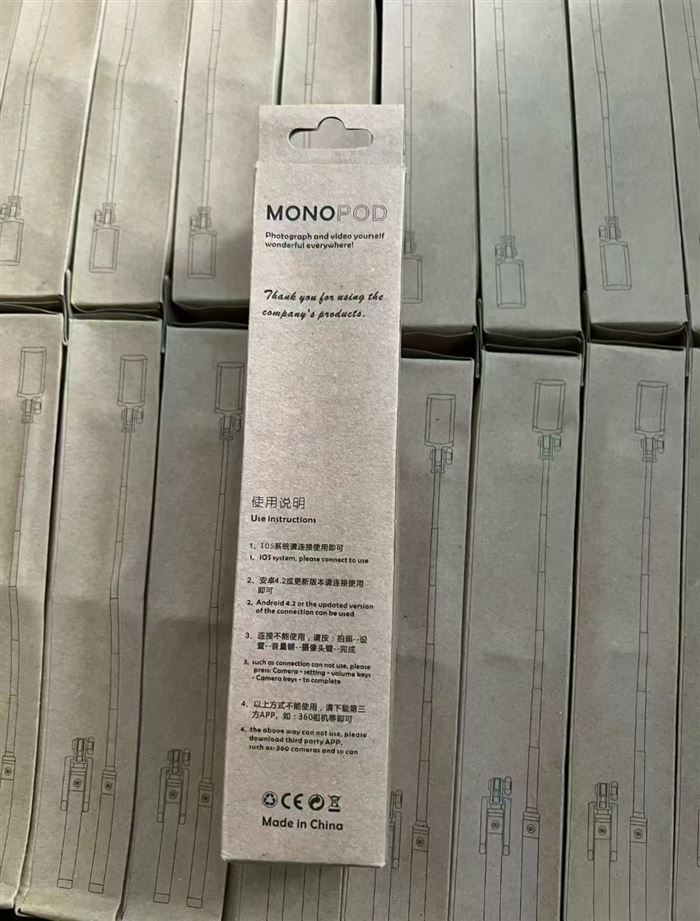 MONOPOD
Photograph and video yourself
wonderful everywhere!
Thank you for using the
company's products.
使用说明
Use instructions
1、IOS系统请连接使用即可
1、IOS system, please connect to use
2、安卓4.2或更新版本请连接使用
即可
2、Android 4.2 or the updated version
of the connection can be used
3、连接不能使用，请按：拍照--设
置--音量键--摄像头键--完成
3、such as connection can not use, please
press: Camera - setting - volume keys
- Camera keys - to complete
4、以上方式不能使用，请下载第三
方APP，如：360相机等即可
4、the above way can not use, please
download third party APP,
such as: 360 cameras and so can
CE
Made in China